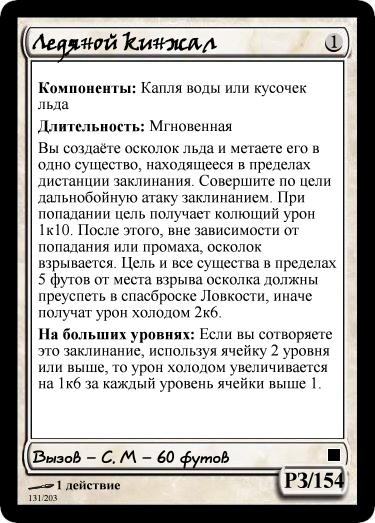 Ледяной кинжал 1
Компоненты: Капля воды или кусочек
льда
Длительность: Мгновенная
Вы создаёте осколок льда и метаете его в
одно существо, находящееся в пределах
дистанции заклинания. Совершите по цели
дальнобойную атаку заклинанием. При
попадании цель получает колющий урон
1к10. После этого, вне зависимости от
попадания или промаха, осколок
взрывается. Цель и все существа в пределах
5 футов от места взрыва осколка должны
преуспеть в спасброске Ловкости, иначе
получат урон холодом 2к6.
На больших уровнях: Если вы сотворяете
это заклинание, используя ячейку 2 уровня
или выше, то урон холодом увеличивается
на 1к6 за каждый уровень ячейки выше 1.
Вызов – С, М – 60 футов
1 действие
P3/154
131/203